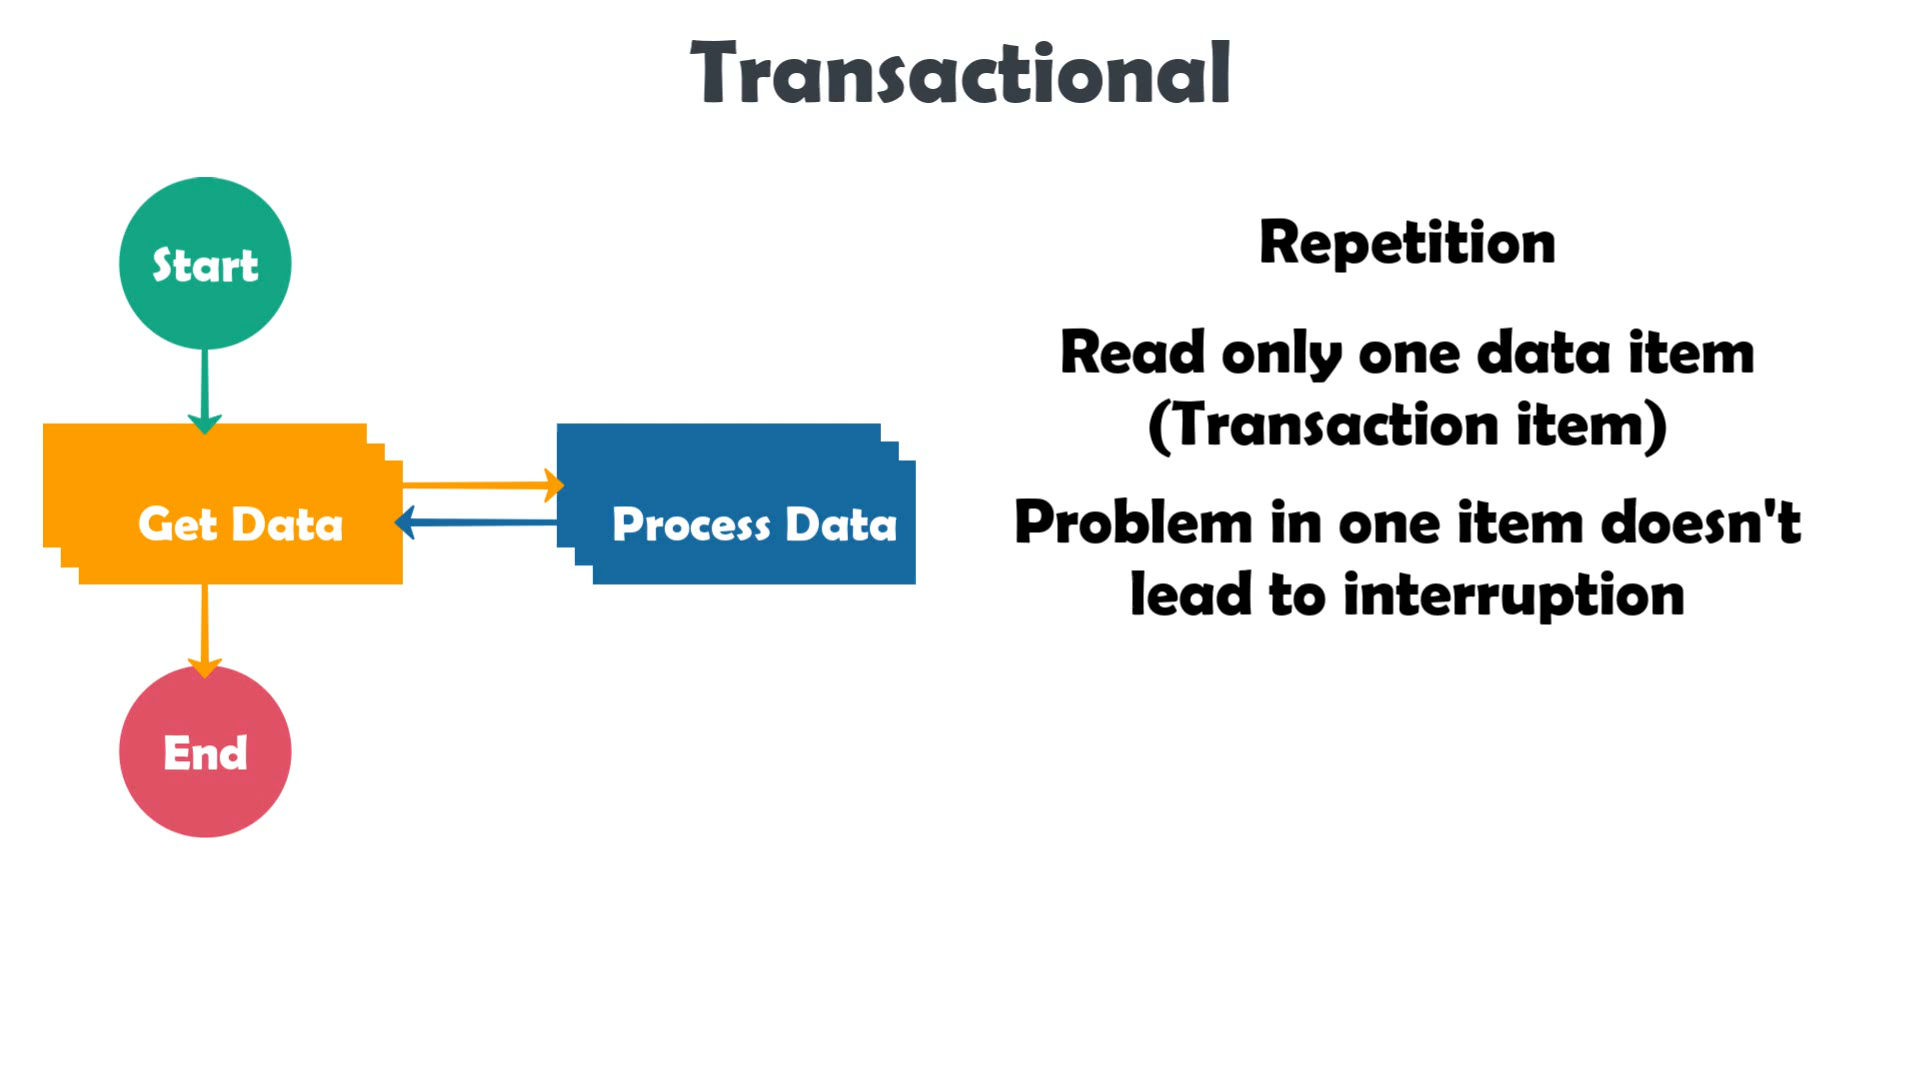 Transactional
Start
Get Data
Process Data
End
Repetition
Read only one data item
(Transaction item)
Problem in one item doesn't
lead to interruption